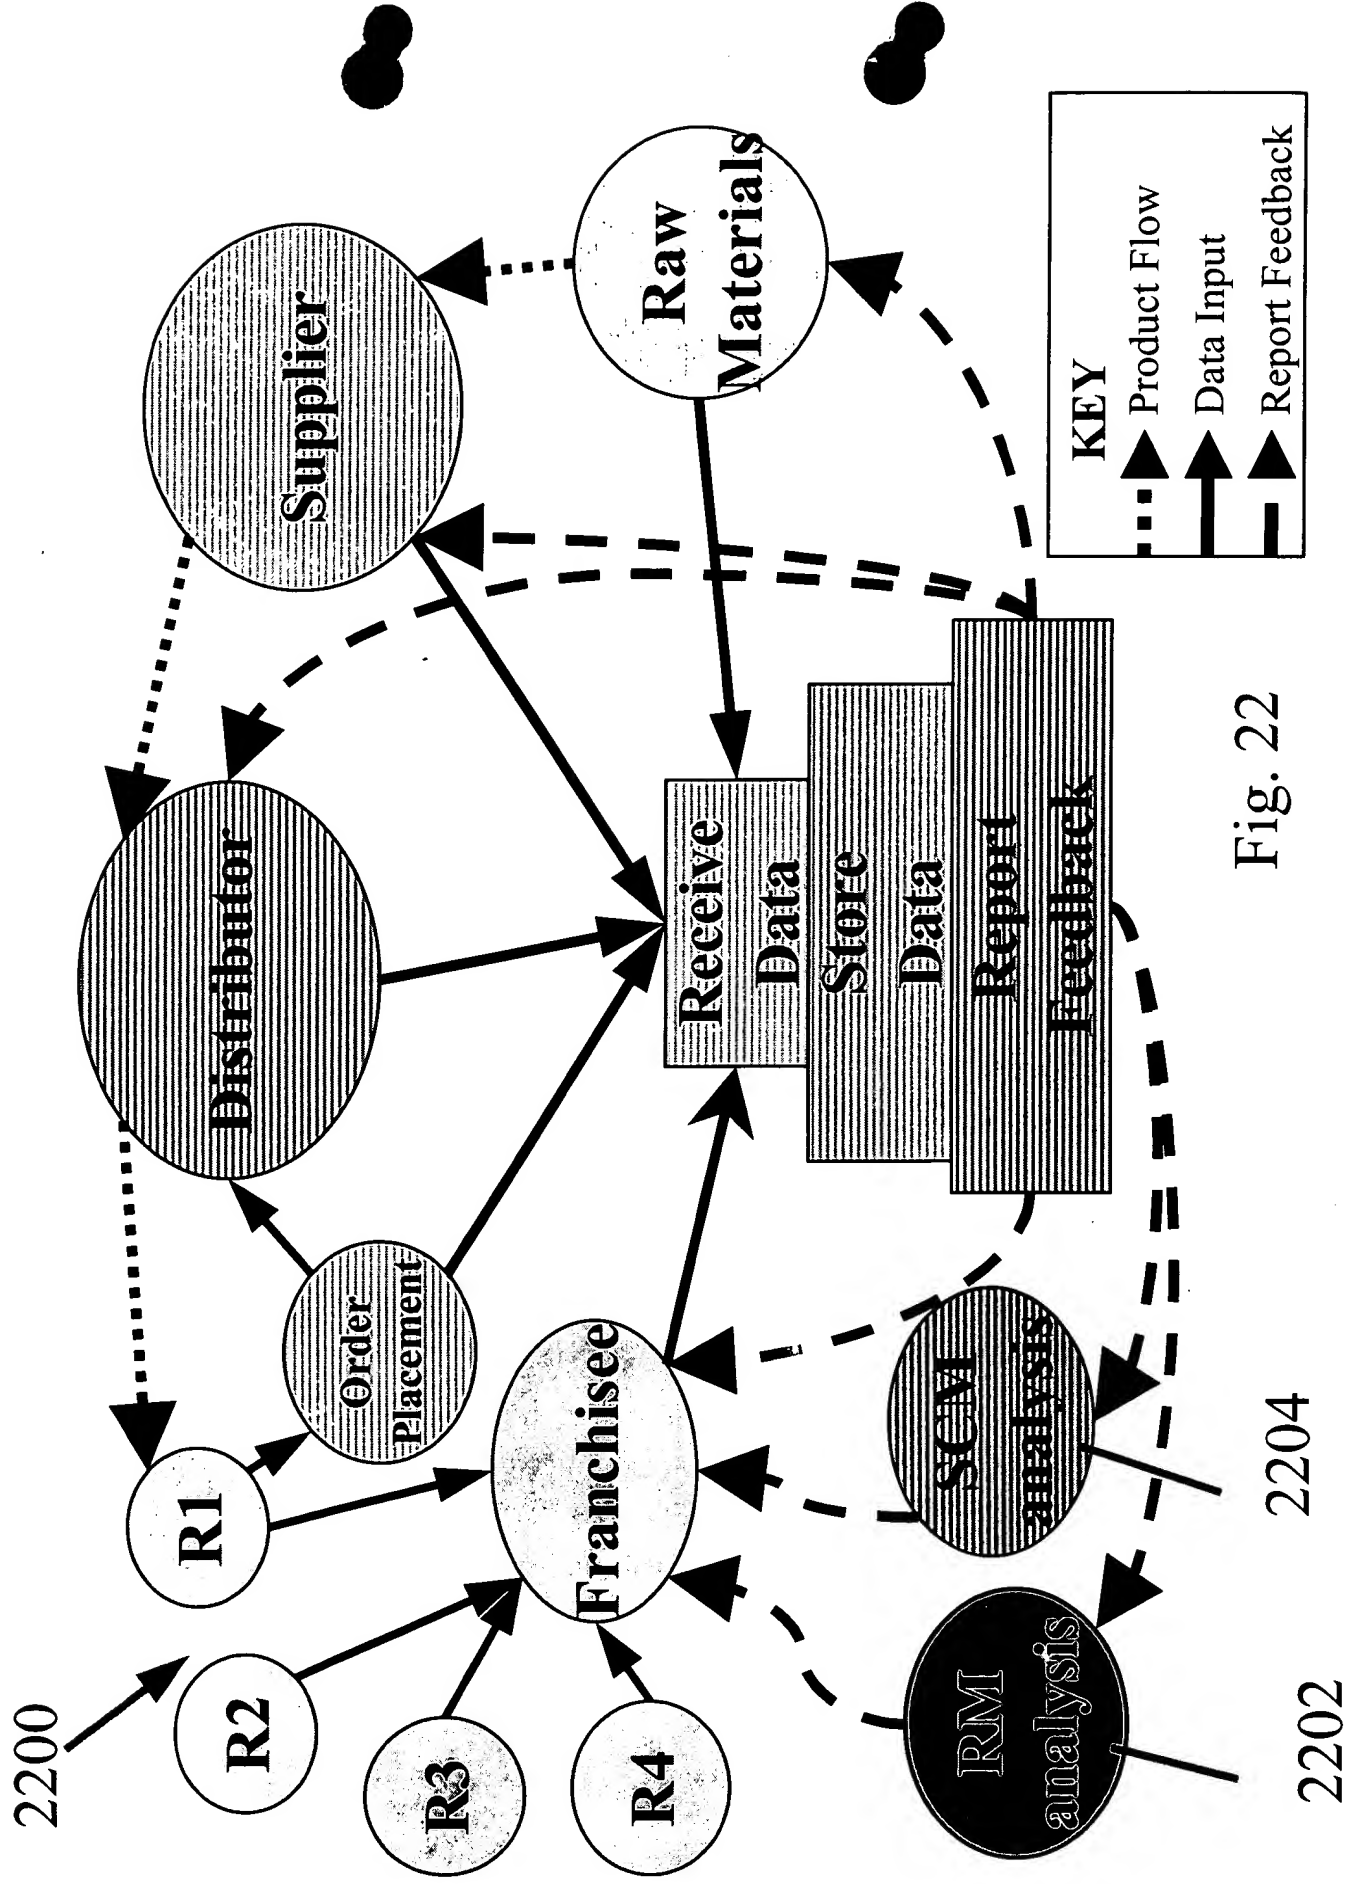 2200
R1
R2
R3
R4
Order
Placement
Distributor
Supplier
Franchisee
Raw
Materials
Receive
Data
Store
Data
Report
Feedback
RM
analysis
SCM
analysis
2202
2204
KEY
Product Flow
Data Input
Report Feedback
Fig. 22